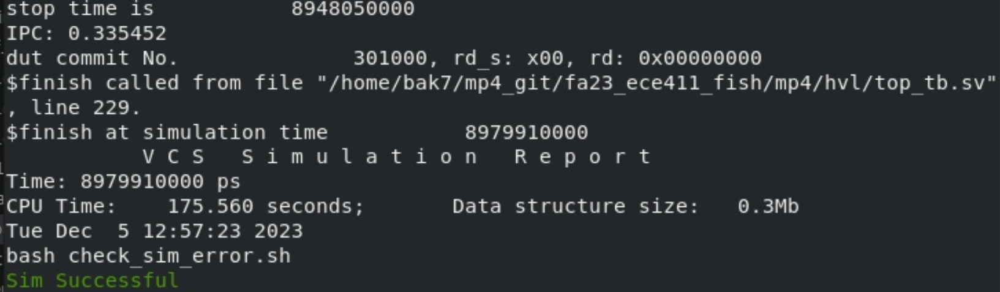 stop time is 8948050000
IPC: 0.335452
dut commit No. 301000, rd_s: x00, rd: 0x00000000
$finish called from file "/home/bak7/mp4_git/fa23_ece411_fish/mp4/hvl/top_tb.sv"
, line 229.
$finish at simulation time 8979910000
V C S   S i m u l a t i o n   R e p o r t
Time: 8979910000 ps
CPU Time: 175.560 seconds; Data structure size: 0.3Mb
Tue Dec 5 12:57:23 2023
bash check_sim_error.sh
Sim Successful